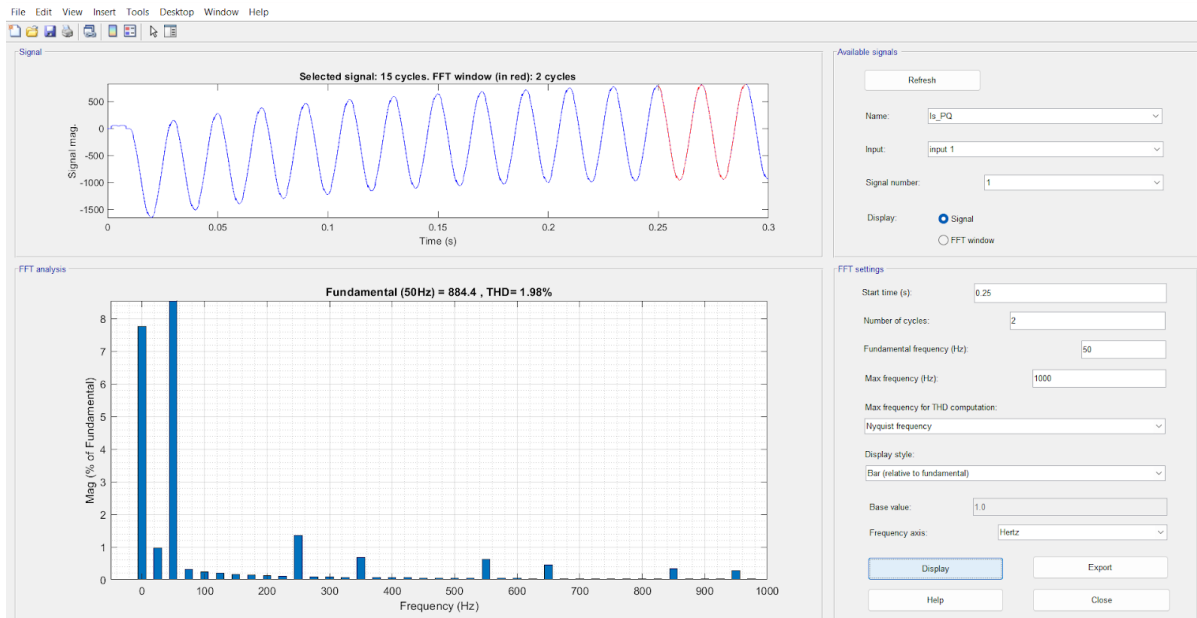 File Edit View Insert Tools Desktop Window Help
Signal
Selected signal: 15 cycles. FFT window (in red): 2 cycles
Signal mag.
500
0
-500
-1000
-1500
0 0.05 0.1 0.15 0.2 0.25 0.3
Time (s)
FFT analysis
Fundamental (50Hz) = 884.4 , THD= 1.98%
Mag (% of Fundamental)
8
7
6
5
4
3
2
1
0
0 100 200 300 400 500 600 700 800 900 1000
Frequency (Hz)
Available signals
Refresh
Name: Is_PQ
Input: input 1
Signal number: 1
Display: Signal
FFT window
FFT settings
Start time (s): 0.25
Number of cycles: 2
Fundamental frequency (Hz): 50
Max frequency (Hz): 1000
Max frequency for THD computation:
Nyquist frequency
Display style:
Bar (relative to fundamental)
Base value: 1.0
Frequency axis: Hertz
Display Export
Help Close